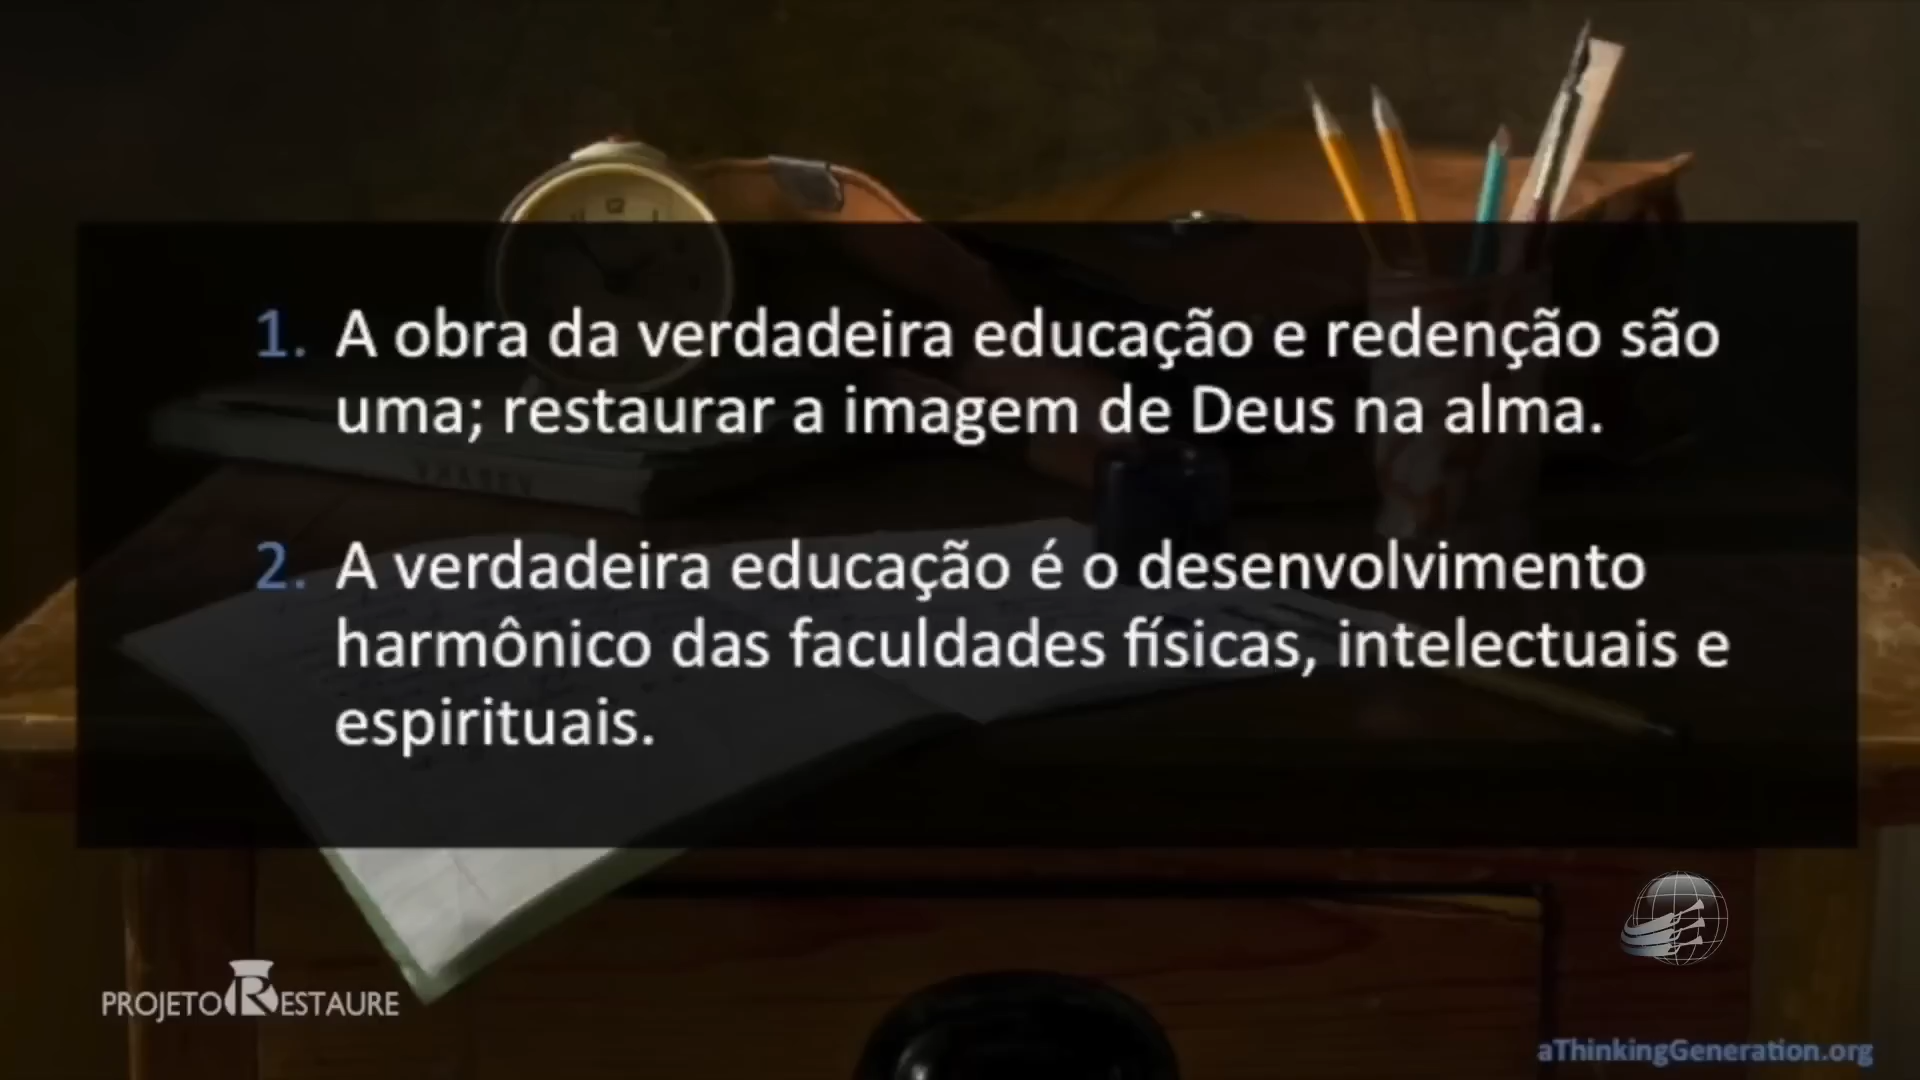 1. A obra da verdadeira educação e redenção são
uma; restaurar a imagem de Deus na alma.
2. A verdadeira educação é o desenvolvimento
harmônico das faculdades físicas, intelectuais e
espirituais.
PROJETO RESTAURE
aThinkingGeneration.org